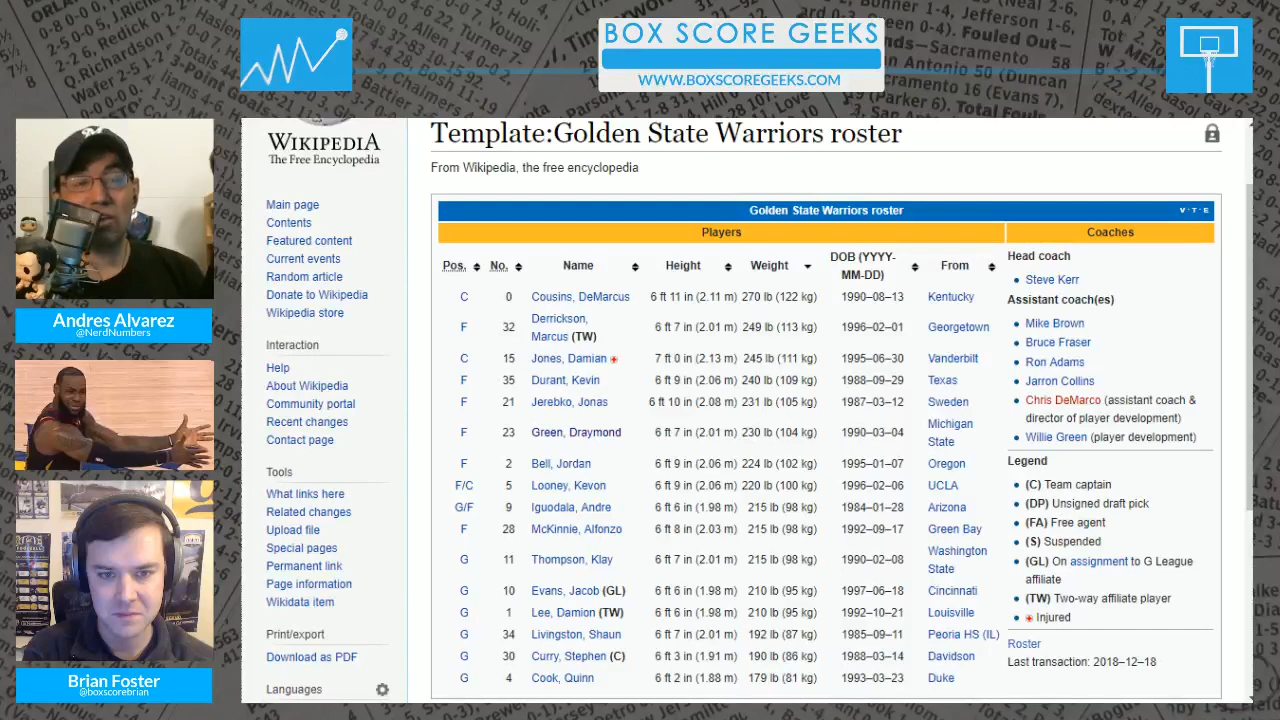 BOX SCORE GEEKS
WWW.BOXSCOREGEEKS.COM
Andres Alvarez
@NerdNumbers
Brian Foster
@boxscorebrian
WIKIPEDIA
The Free Encyclopedia
Main page
Contents
Featured content
Current events
Random article
Donate to Wikipedia
Wikipedia store
Interaction
Help
About Wikipedia
Community portal
Recent changes
Contact page
Tools
What links here
Related changes
Upload file
Special pages
Permanent link
Page information
Wikidata item
Print/export
Download as PDF
Languages
Template:Golden State Warriors roster
From Wikipedia, the free encyclopedia
Golden State Warriors roster V · T · E
Players Coaches
Pos. No. Name Height Weight DOB (YYYY-
MM-DD) From
C 0 Cousins, DeMarcus 6 ft 11 in (2.11 m) 270 lb (122 kg) 1990-08-13 Kentucky
F 32 Derrickson,
Marcus (TW) 6 ft 7 in (2.01 m) 249 lb (113 kg) 1996-02-01 Georgetown
C 15 Jones, Damian 7 ft 0 in (2.13 m) 245 lb (111 kg) 1995-06-30 Vanderbilt
F 35 Durant, Kevin 6 ft 9 in (2.06 m) 240 lb (109 kg) 1988-09-29 Texas
F 21 Jerebko, Jonas 6 ft 10 in (2.08 m) 231 lb (105 kg) 1987-03-12 Sweden
F 23 Green, Draymond 6 ft 7 in (2.01 m) 230 lb (104 kg) 1990-03-04 Michigan
State
F 2 Bell, Jordan 6 ft 9 in (2.06 m) 224 lb (102 kg) 1995-01-07 Oregon
F/C 5 Looney, Kevon 6 ft 9 in (2.06 m) 220 lb (100 kg) 1996-02-06 UCLA
G/F 9 Iguodala, Andre 6 ft 6 in (1.98 m) 215 lb (98 kg) 1984-01-28 Arizona
F 28 McKinnie, Alfonzo 6 ft 8 in (2.03 m) 215 lb (98 kg) 1992-09-17 Green Bay
G 11 Thompson, Klay 6 ft 7 in (2.01 m) 215 lb (98 kg) 1990-02-08 Washington
State
G 10 Evans, Jacob (GL) 6 ft 6 in (1.98 m) 210 lb (95 kg) 1997-06-18 Cincinnati
G 1 Lee, Damion (TW) 6 ft 6 in (1.98 m) 210 lb (95 kg) 1992-10-21 Louisville
G 34 Livingston, Shaun 6 ft 7 in (2.01 m) 192 lb (87 kg) 1985-09-11 Peoria HS (IL)
G 30 Curry, Stephen (C) 6 ft 3 in (1.91 m) 190 lb (86 kg) 1988-03-14 Davidson
G 4 Cook, Quinn 6 ft 2 in (1.88 m) 179 lb (81 kg) 1993-03-23 Duke
Head coach
Steve Kerr
Assistant coach(es)
Mike Brown
Bruce Fraser
Ron Adams
Jarron Collins
Chris DeMarco (assistant coach &
director of player development)
Willie Green (player development)
Legend
(C) Team captain
(DP) Unsigned draft pick
(FA) Free agent
(S) Suspended
(GL) On assignment to G League
affiliate
(TW) Two-way affiliate player
Injured
Roster
Last transaction: 2018-12-18